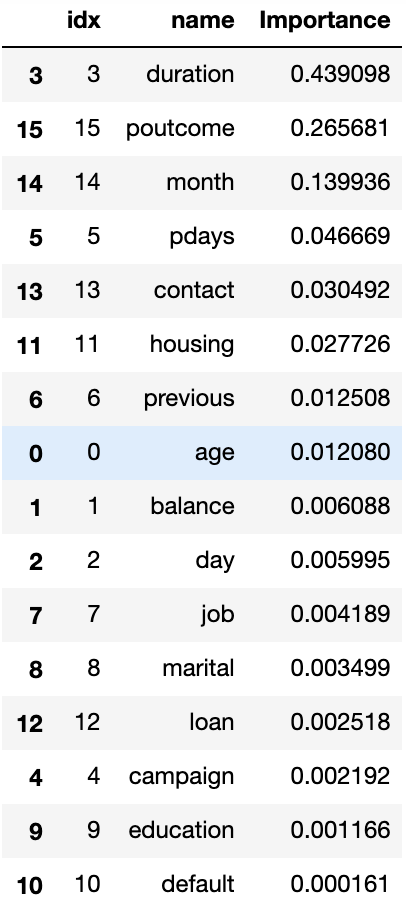 idx name Importance
3 3 duration 0.439098
15 15 poutcome 0.265681
14 14 month 0.139936
5 5 pdays 0.046669
13 13 contact 0.030492
11 11 housing 0.027726
6 6 previous 0.012508
0 0 age 0.012080
1 1 balance 0.006088
2 2 day 0.005995
7 7 job 0.004189
8 8 marital 0.003499
12 12 loan 0.002518
4 4 campaign 0.002192
9 9 education 0.001166
10 10 default 0.000161